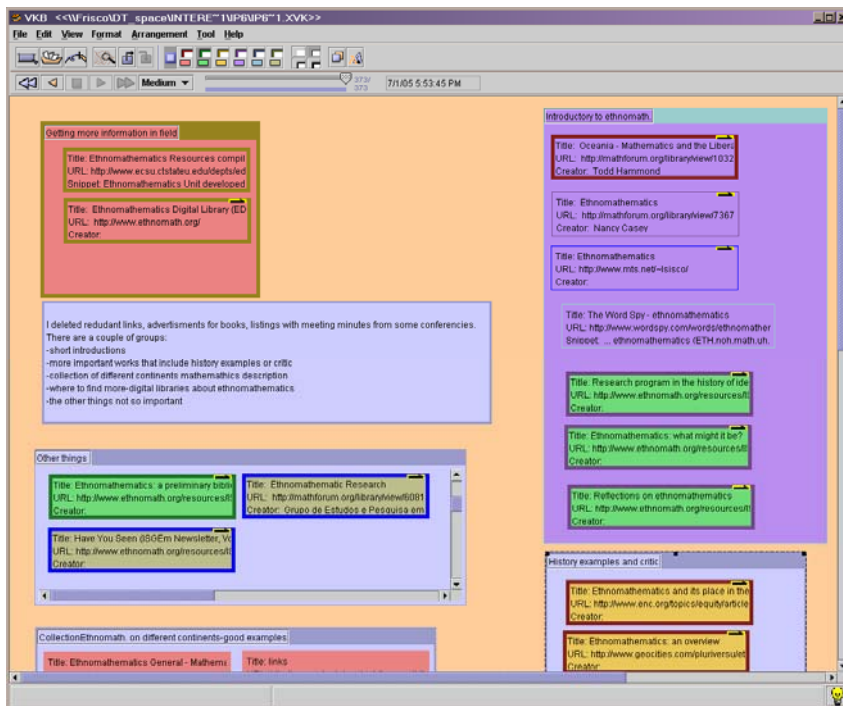 VKB <<\\Frisco\DT_space\INTERE~1\IP6\IP6~1.XVK>>
File Edit View Format Arrangement Tool Help
Medium
373/
373
7/1/05 5:53:45 PM
Getting more information in field
Title: Ethnomathematics Resources compil
URL: http://www.ecsu.ctstateu.edu/depts/ed
Snippet: Ethnomathematics Unit developed
Title: Ethnomathematics Digital Library (ED
URL: http://www.ethnomath.org/
Creator:
I deleted redudant links, advertisments for books, listings with meeting minutes from some conferencies.
There are a couple of groups:
-short introductions
-more important works that include history examples or critic
-collection of different continents mathemathics description
-where to find more-digital libraries about ethnomathematics
-the other things not so important
Other things
Title: Ethnomathematics: a preliminary biblic
URL: http://www.ethnomath.org/resources/IS
Creator:
Title: Ethnomathematic Research
URL: http://mathforum.org/library/view/6081
Creator: Grupo de Estudos e Pesquisa em
Title: Have You Seen (ISGEm Newsletter, Vo
URL: http://www.ethnomath.org/resources/IS
Creator:
CollectionEthnomath. on different continents-good examples
Title: Ethnomathematics General - Mathema
Title: links
Introductory to ethnomath.
Title: Oceania - Mathematics and the Libera
URL: http://mathforum.org/library/view/1032
Creator: Todd Hammond
Title: Ethnomathematics
URL: http://mathforum.org/library/view/7367
Creator: Nancy Casey
Title: Ethnomathematics
URL: http://www.mts.net/~lsisco/
Creator:
Title: The Word Spy - ethnomathematics
URL: http://www.wordspy.com/words/ethnomather
Snippet: ... ethnomathematics (ETH.noh.math.uh.
Title: Research program in the history of ide
URL: http://www.ethnomath.org/resources/IS
Creator:
Title: Ethnomathematics: what might it be?
URL: http://www.ethnomath.org/resources/IS
Creator:
Title: Reflections on ethnomathematics
URL: http://www.ethnomath.org/resources/IS
Creator:
History examples and critic
Title: Ethnomathematics and its place in the
URL: http://www.enc.org/topics/equity/article
Creator:
Title: Ethnomathematics: an overview
URL: http://www.geocities.com/pluriversu/et
Creator: